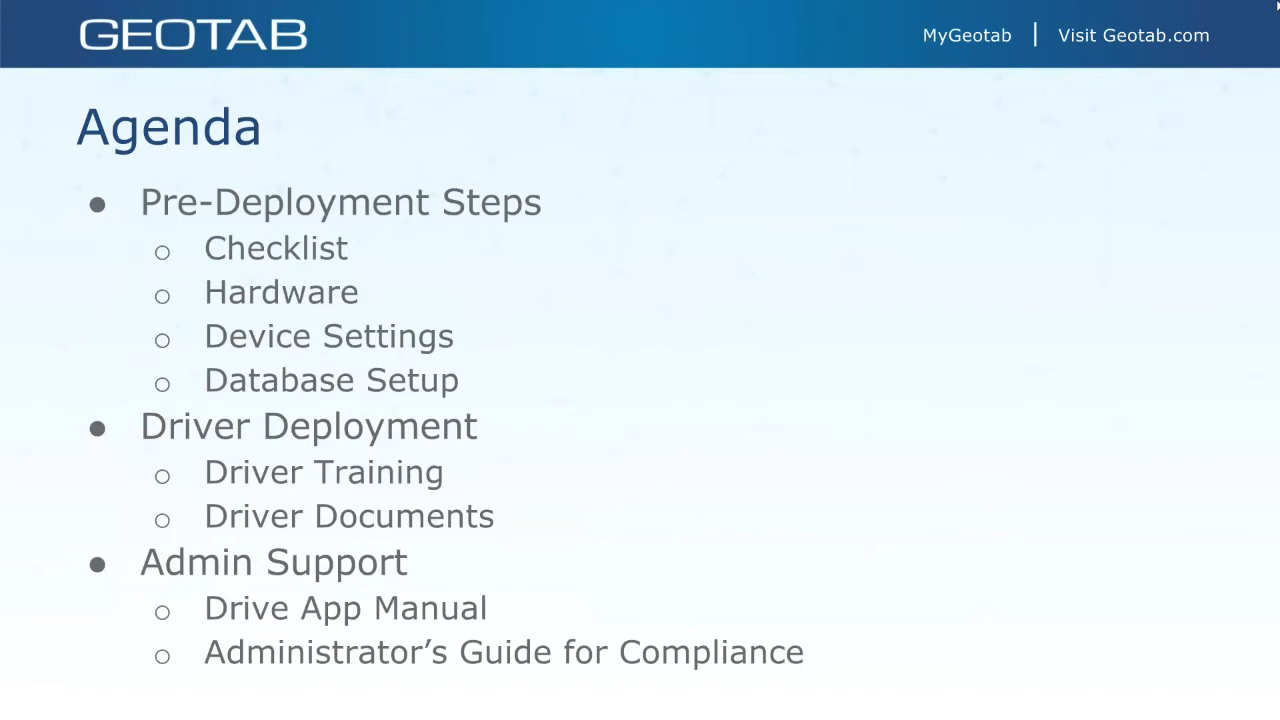 GEOTAB
MyGeotab | Visit Geotab.com
Agenda
● Pre-Deployment Steps
○ Checklist
○ Hardware
○ Device Settings
○ Database Setup
● Driver Deployment
○ Driver Training
○ Driver Documents
● Admin Support
○ Drive App Manual
○ Administrator’s Guide for Compliance